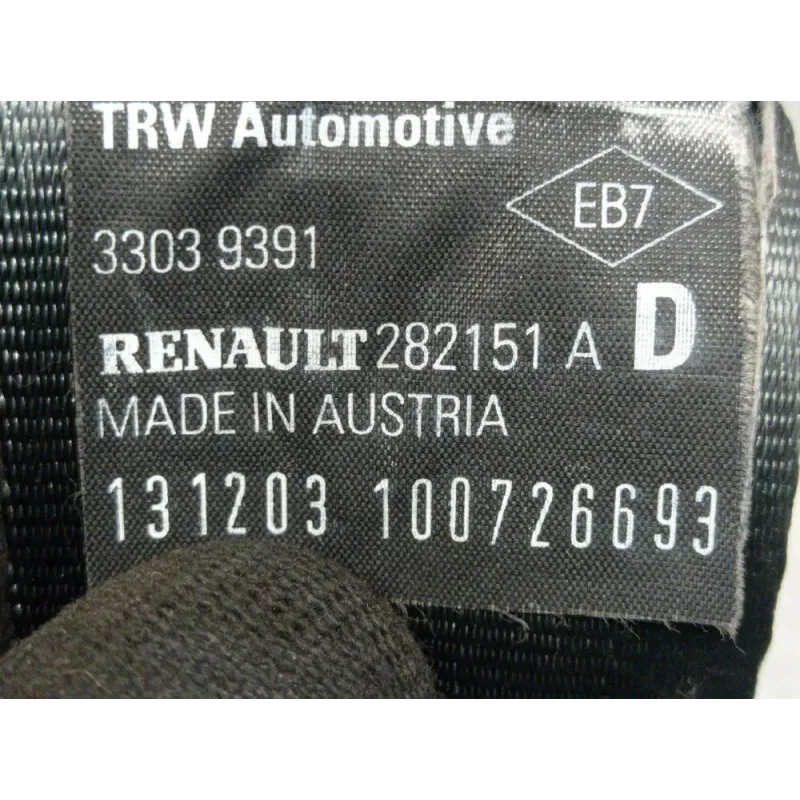 TRW Automotive
EB7
3303 9391
RENAULT 282151 A D
MADE IN AUSTRIA
131203 100726693